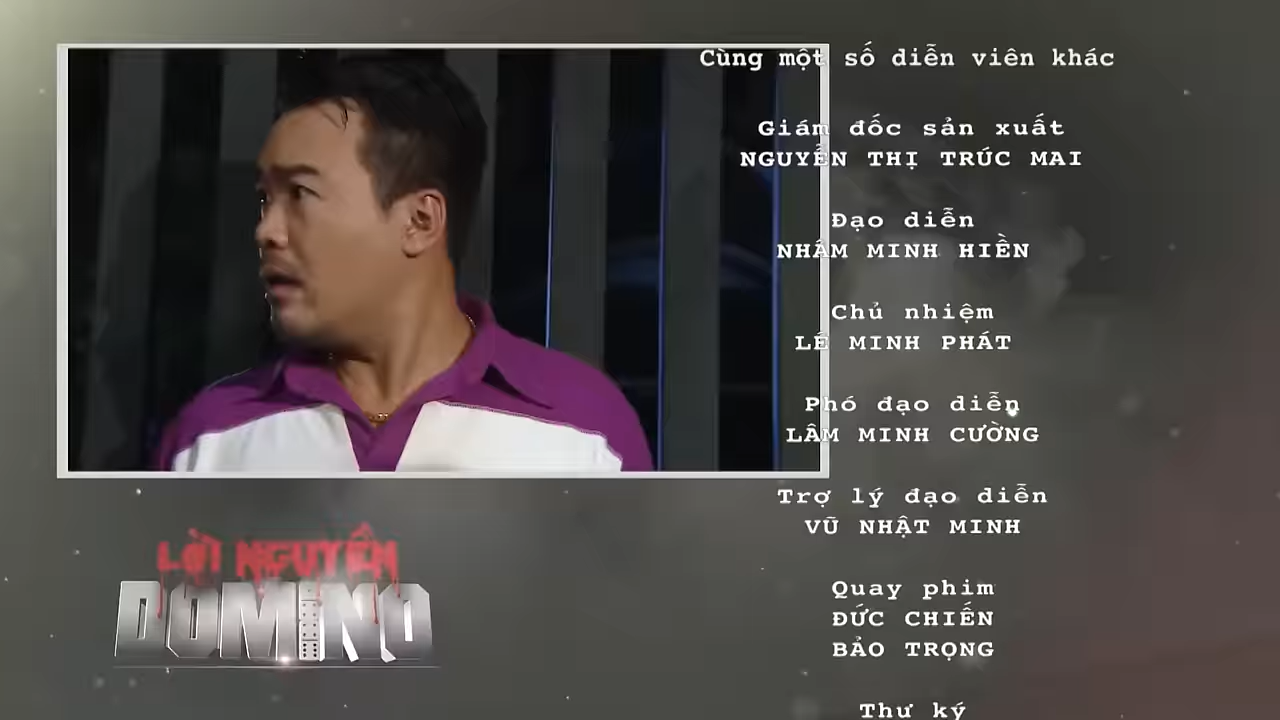 Cùng một số diễn viên khác
Giám đốc sản xuất
NGUYỄN THỊ TRÚC MAI
Đạo diễn
NHÂM MINH HIỀN
Chủ nhiệm
LÊ MINH PHÁT
Phó đạo diễn
LÂM MINH CƯỜNG
Trợ lý đạo diễn
VŨ NHẬT MINH
Quay phim
ĐỨC CHIẾN
BẢO TRỌNG
Thư ký
LỜI NGUYỀN
DOMINO